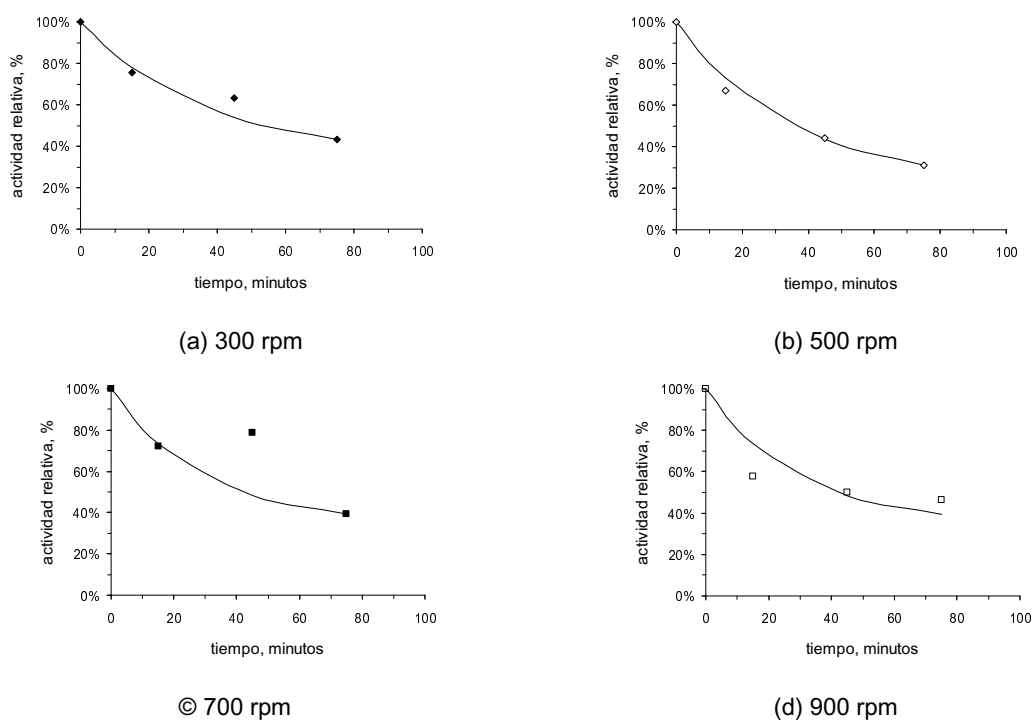 100%
80%
60%
40%
20%
0%
actividad relativa, %
0 20 40 60 80 100
tiempo, minutos
(a) 300 rpm
100%
80%
60%
40%
20%
0%
actividad relativa, %
0 20 40 60 80 100
tiempo, minutos
(b) 500 rpm
100%
80%
60%
40%
20%
0%
actividad relativa, %
0 20 40 60 80 100
tiempo, minutos
© 700 rpm
100%
80%
60%
40%
20%
0%
actividad relativa, %
0 20 40 60 80 100
tiempo, minutos
(d) 900 rpm